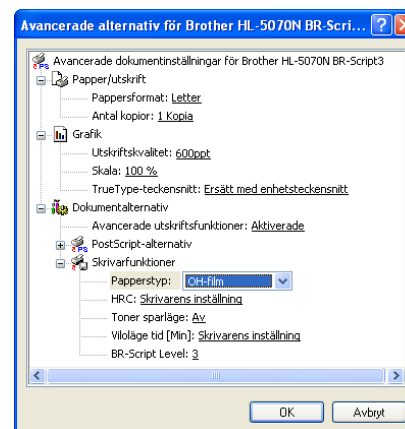 Avancerade alternativ för Brother HL-5070N BR-Scri...
Avancerade dokumentinställningar för Brother HL-5070N BR-Script3
Papper/utskrift
Pappersformat: Letter
Antal kopior: 1 Kopia
Grafik
Utskriftskvalitet: 600ppt
Skala: 100 %
TrueType-teckensnitt: Ersätt med enhetsteckensnitt
Dokumentalternativ
Avancerade utskriftsfunktioner: Aktiverade
PostScript-alternativ
Skrivarfunktioner
Papperstyp: OH-film
HRC: Skrivarens inställning
Toner sparläge: Av
Viloläge tid [Min]: Skrivarens inställning
BR-Script Level: 3
OK Avbryt